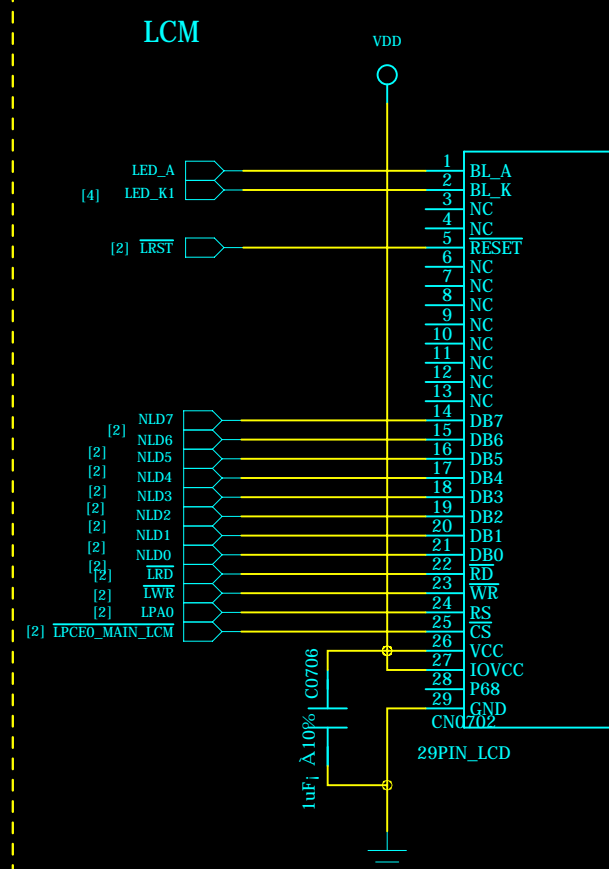 LCM
VDD
LED_A 1 BL_A
[4] LED_K1 2 BL_K
3 NC
4 NC
[2] LRST 5 RESET
6 NC
7 NC
8 NC
9 NC
10 NC
11 NC
12 NC
13 NC
NLD7 14 DB7
[2] NLD6 15 DB6
[2] NLD5 16 DB5
[2] NLD4 17 DB4
[2] NLD3 18 DB3
[2] NLD2 19 DB2
[2] NLD1 20 DB1
[2] NLD0 21 DB0
[2]
[2] LRD 22 RD
[2] LWR 23 WR
[2] LPA0 24 RS
[2] LPCE0_MAIN_LCM 25 CS
26 VCC
27 IOVCC
28 P68
29 GND
CN0702
29PIN_LCD
C0706
1uF¡ À10%